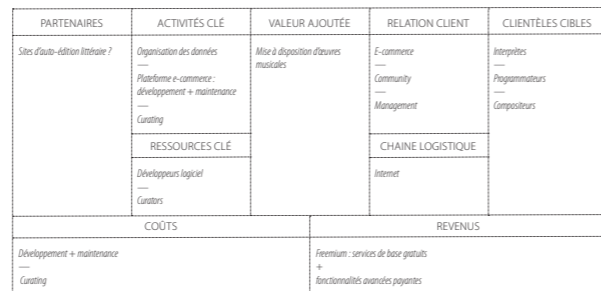 PARTENAIRES
Sites d'auto-édition littéraire ?
ACTIVITÉS CLÉ
Organisation des données
—
Plateforme e-commerce :
développement + maintenance
—
Curating
RESSOURCES CLÉ
Développeurs logiciel
—
Curators
VALEUR AJOUTÉE
Mise à disposition d'œuvres
musicales
RELATION CLIENT
E-commerce
—
Community
—
Management
CHAINE LOGISTIQUE
Internet
CLIENTÈLES CIBLES
Interprètes
—
Programmateurs
—
Compositeurs
COÛTS
Développement + maintenance
—
Curating
REVENUS
Freemium : services de base gratuits
+
fonctionnalités avancées payantes